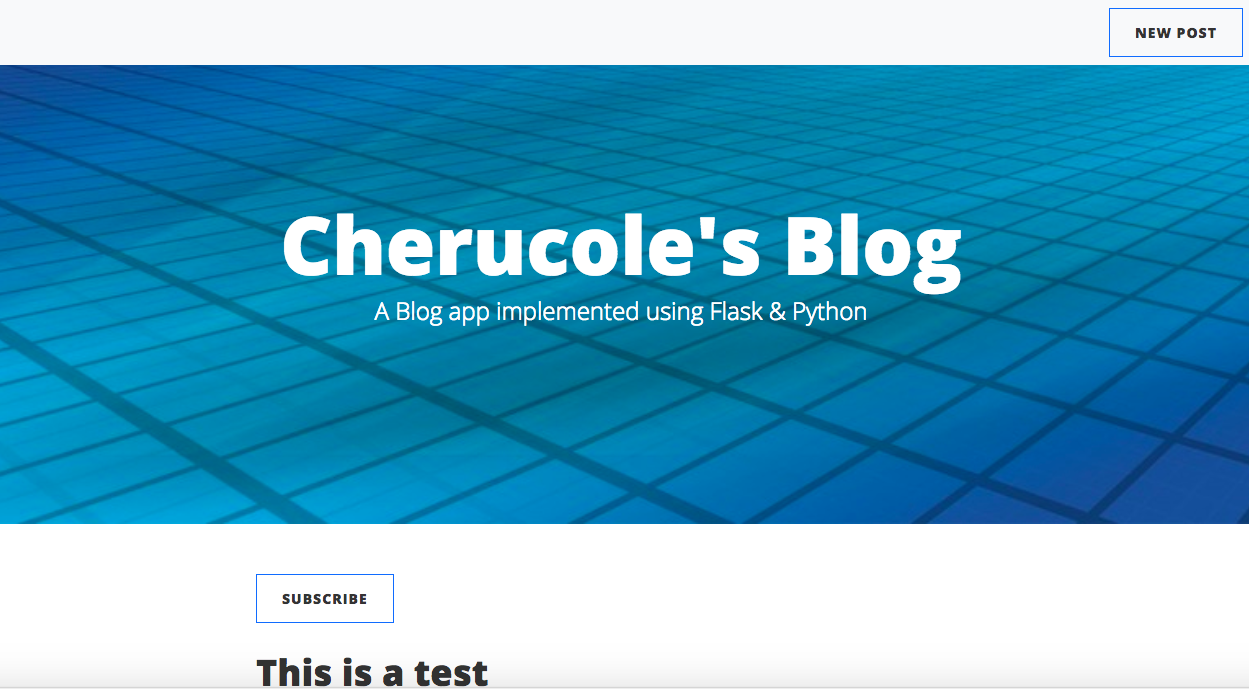 NEW POST
Cherucole's Blog
A Blog app implemented using Flask & Python
SUBSCRIBE
This is a test